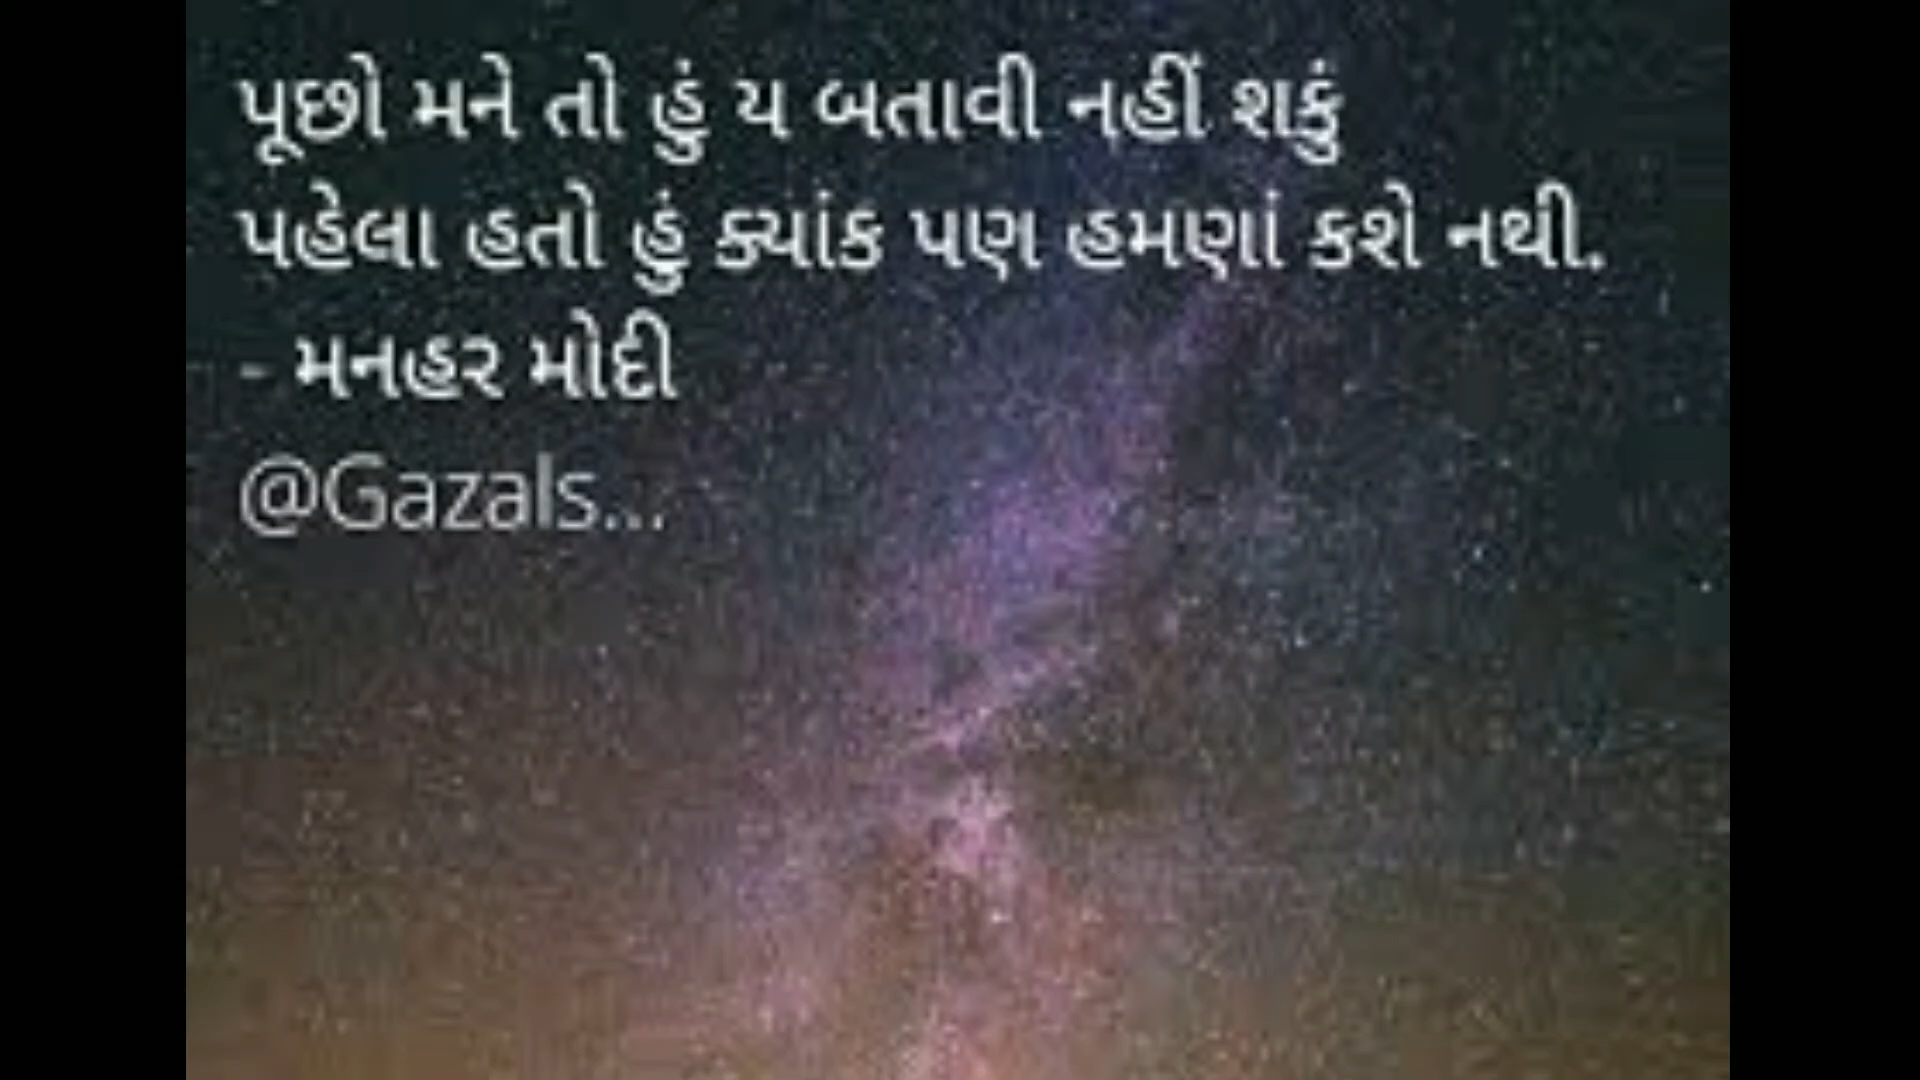 પૂછો મને તો હું ય બતાવી નહીં શકું
પહેલા હતો હું ક્યાંક પણ હમણાં કશે નથી.
- મનહર મોદી
@Gazals...